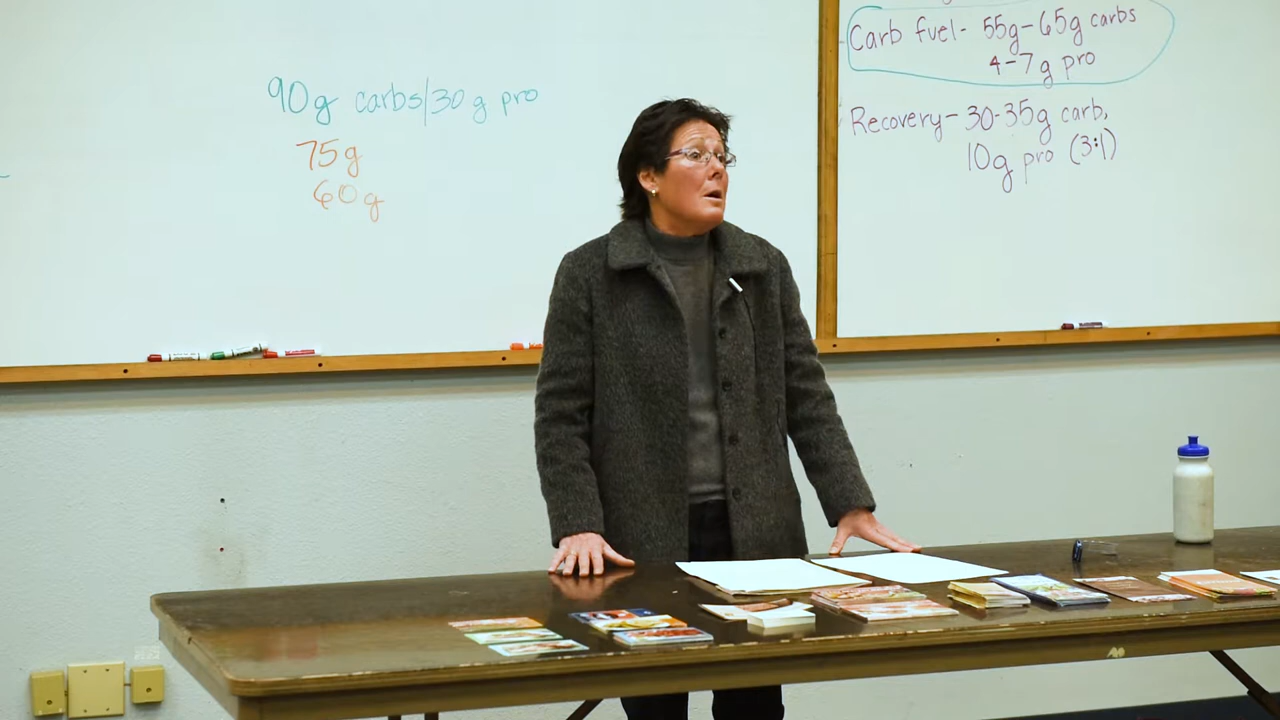 90g carbs/30g pro
75g
60g
Carb fuel- 55g-65g carbs
4-7g pro
Recovery- 30-35g carb,
10g pro (3:1)